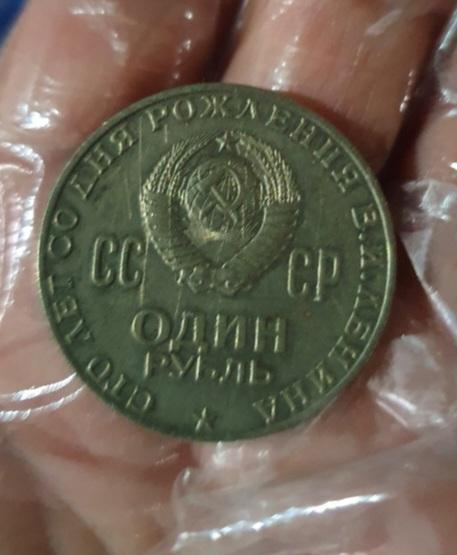 СТО ЛЕТ СО ДНЯ РОЖДЕНИЯ В.И.ЛЕНИНА
СС СР
ОДИН
РУБЛЬ